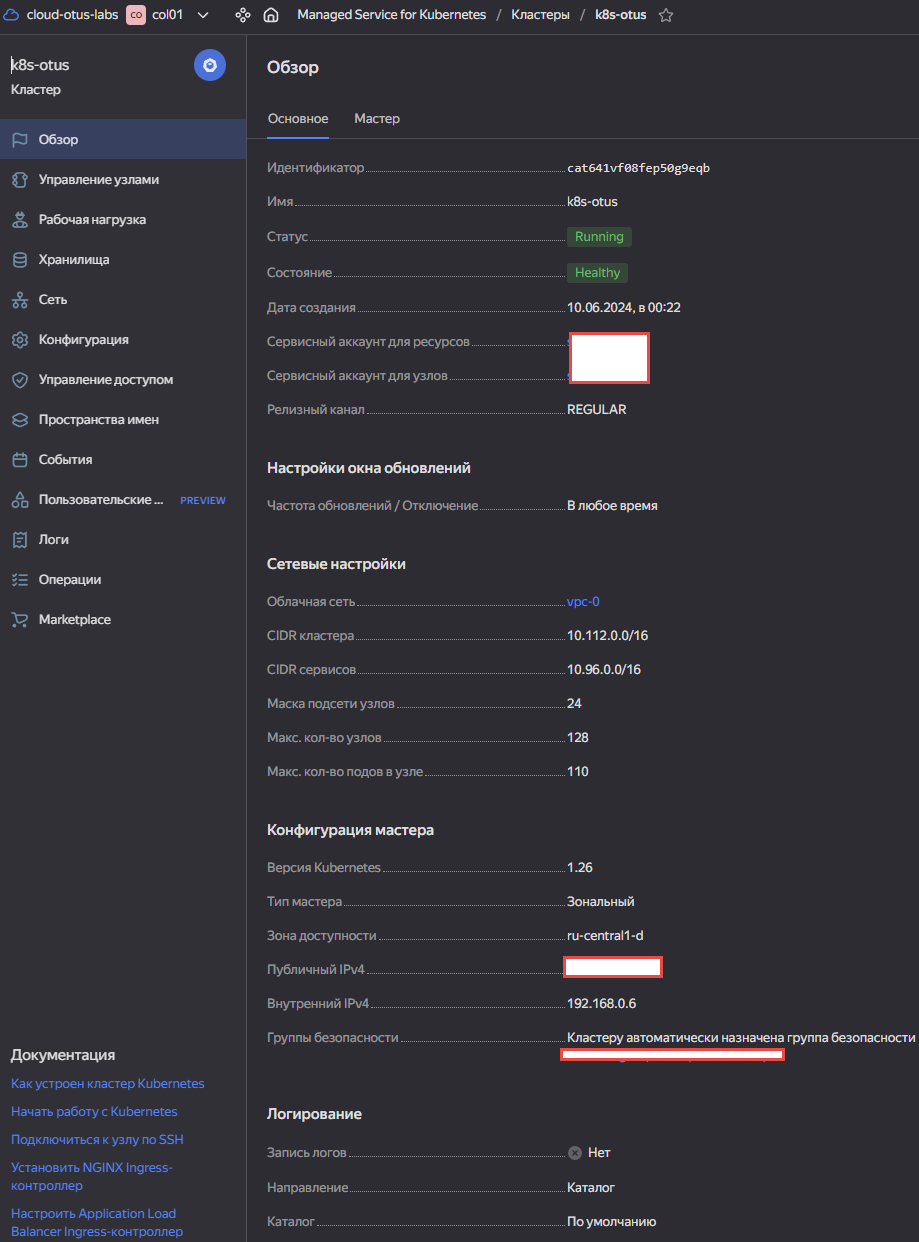 cloud-otus-labs co col01 Managed Service for Kubernetes / Кластеры / k8s-otus
k8s-otus
Кластер
Обзор
Управление узлами
Рабочая нагрузка
Хранилища
Сеть
Конфигурация
Управление доступом
Пространства имен
События
Пользовательские ... PREVIEW
Логи
Операции
Marketplace
Документация
Как устроен кластер Kubernetes
Начать работу с Kubernetes
Подключиться к узлу по SSH
Установить NGINX Ingress-
контроллер
Настроить Application Load
Balancer Ingress-контроллер
Обзор
Основное Мастер
Идентификатор cat641vf08fep50g9eqb
Имя k8s-otus
Статус Running
Состояние Healthy
Дата создания 10.06.2024, в 00:22
Сервисный аккаунт для ресурсов
Сервисный аккаунт для узлов
Релизный канал REGULAR
Настройки окна обновлений
Частота обновлений / Отключение В любое время
Сетевые настройки
Облачная сеть vpc-0
CIDR кластера 10.112.0.0/16
CIDR сервисов 10.96.0.0/16
Маска подсети узлов 24
Макс. кол-во узлов 128
Макс. кол-во подов в узле 110
Конфигурация мастера
Версия Kubernetes 1.26
Тип мастера Зональный
Зона доступности ru-central1-d
Публичный IPv4
Внутренний IPv4 192.168.0.6
Группы безопасности Кластеру автоматически назначена группа безопасности
Логирование
Запись логов Нет
Направление Каталог
Каталог По умолчанию